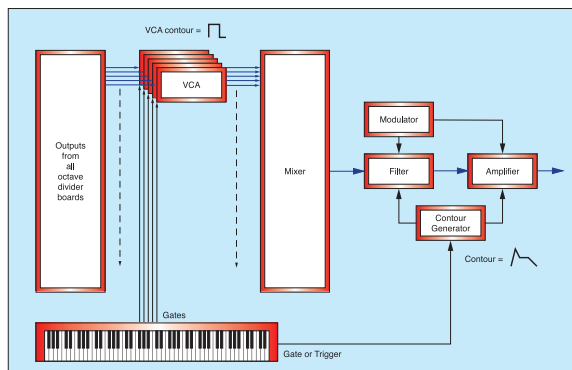 VCA contour =
VCA
Outputs
from
all
octave
divider
boards
Mixer
Modulator
Filter
Amplifier
Contour
Generator
Contour =
Gates
Gate or Trigger